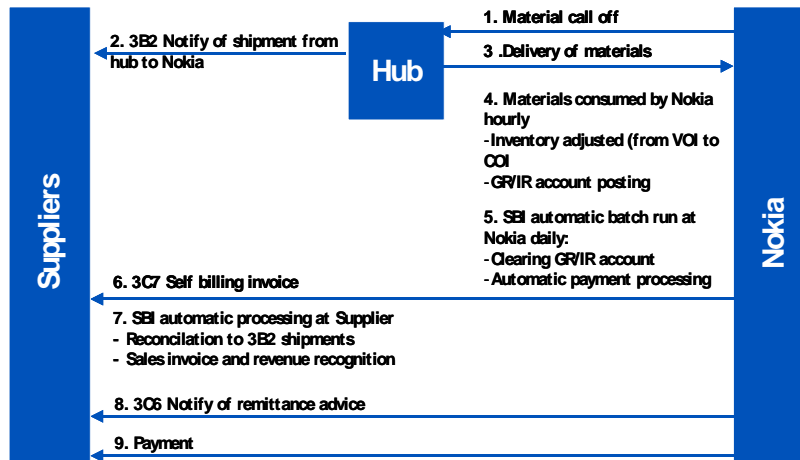 1. Material call off
2. 3B2 Notify of shipment from
hub to Nokia
3 .Delivery of materials
Hub
4. Materials consumed by Nokia
hourly
-Inventory adjusted (from VOI to
COI
-GR/IR account posting
Suppliers
Nokia
5. SBI automatic batch run at
Nokia daily:
-Clearing GR/IR account
-Automatic payment processing
6. 3C7 Self billing invoice
7. SBI automatic processing at Supplier
- Reconcilation to 3B2 shipments
- Sales invoice and revenue recognition
8. 3C6 Notify of remittance advice
9. Payment